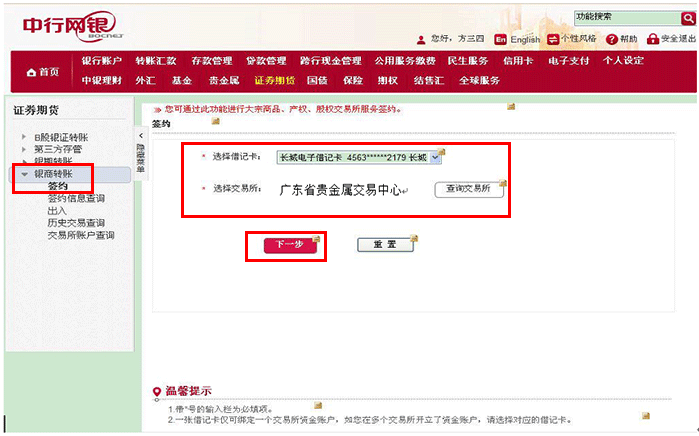 中行网银
BOCNET
功能搜索
您好，方三四 En English 个性风格 帮助 安全退出
首页
银行账户 转账汇款 存款管理 贷款管理 跨行现金管理 公用服务缴费 民生服务 信用卡 电子支付 个人设定
中银理财 外汇 基金 贵金属 证券期货 国债 保险 期权 结售汇 全球服务
证券期货
B股银证转账
第三方存管
银期转账
银商转账
签约
签约信息查询
出入
历史交易查询
交易所账户查询
隐藏菜单
您可通过此功能进行大宗商品、产权、股权交易所服务签约。
签约
* 选择借记卡： 长城电子借记卡 4563******2179 长城
* 选择交易所： 广东省贵金属交易中心 查询交易所
下一步 重 置
温馨提示
1.带*号的输入栏为必填项。
2.一张借记卡仅可绑定一个交易所资金账户，如您在多个交易所开立了资金账户，请选择对应的借记卡。